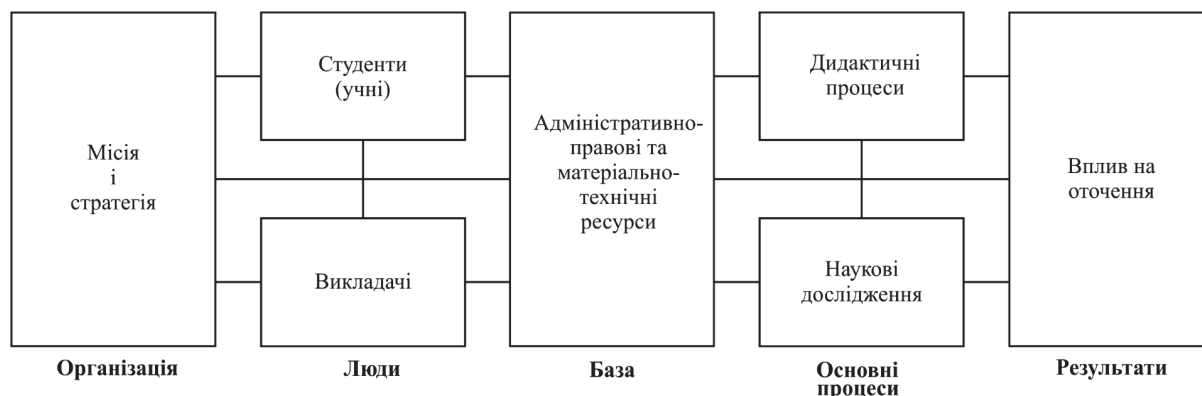 Місія
і
стратегія
Студенти
(учні)
Викладачі
Адміністративно-
правові та
матеріально-
технічні
ресурси
Дидактичні
процеси
Наукові
дослідження
Вплив на
оточення
Організація
Люди
База
Основні
процеси
Результати